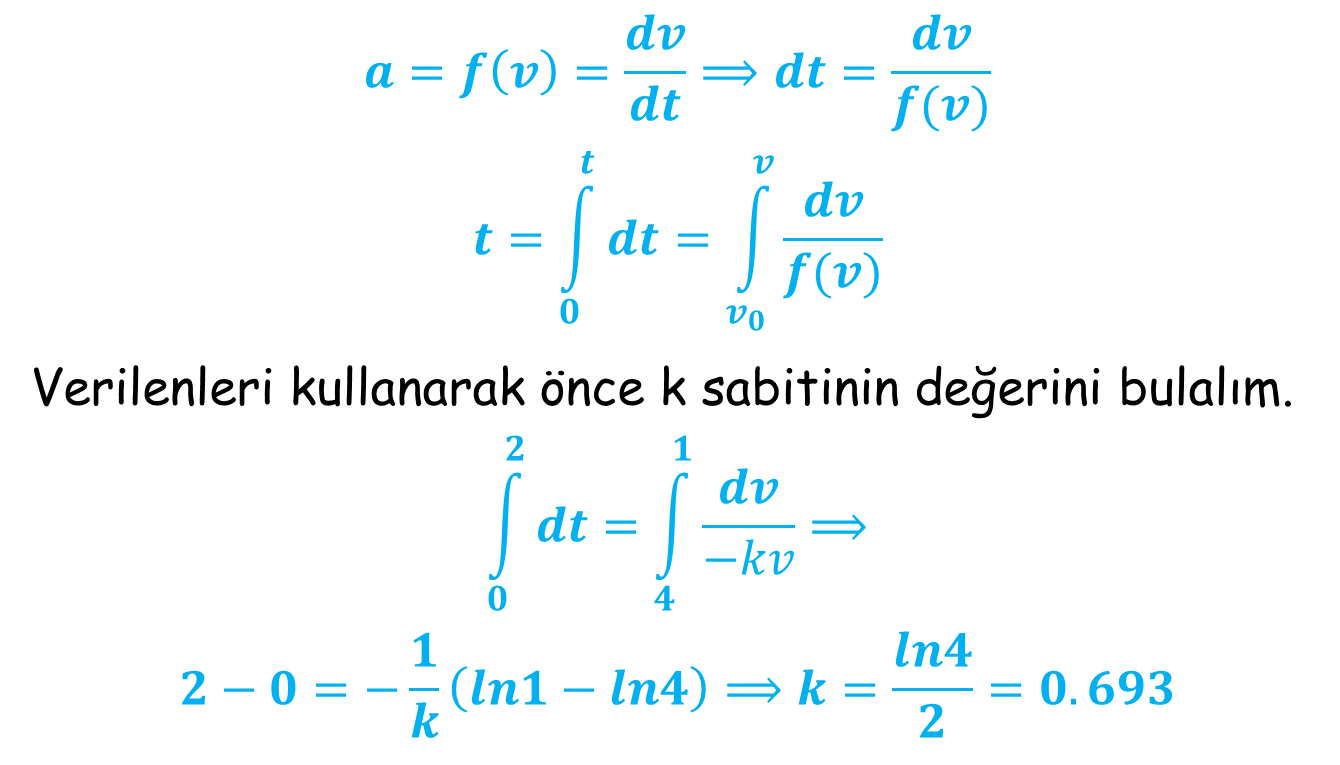 a = f(v) = dv/dt ⟹ dt = dv/f(v)
t = ∫₀ᵗ dt = ∫_{v₀}^{v} dv/f(v)
Verilenleri kullanarak önce k sabitinin değerini bulalım.
∫₀² dt = ∫₄¹ dv/−kv ⟹
2 − 0 = −1/k (ln1 − ln4) ⟹ k = ln4/2 = 0.693